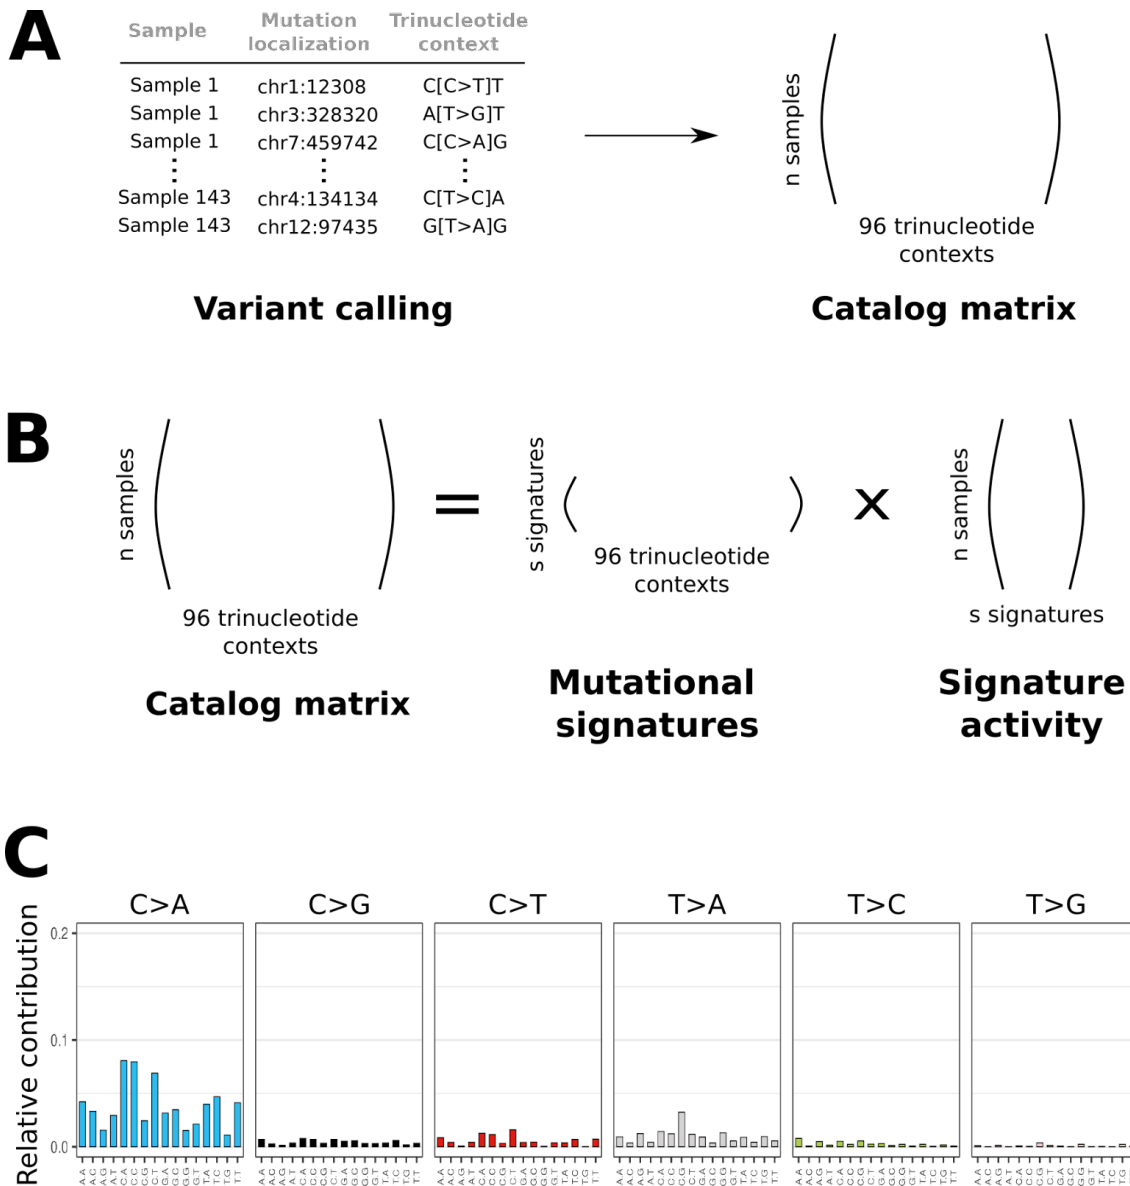 A
Sample Mutation localization Trinucleotide context
Sample 1 chr1:12308 C[C>T]T
Sample 1 chr3:328320 A[T>G]T
Sample 1 chr7:459742 C[C>A]G
Sample 143 chr4:134134 C[T>C]A
Sample 143 chr12:97435 G[T>A]G
Variant calling
n samples
96 trinucleotide
contexts
Catalog matrix
B
n samples
96 trinucleotide
contexts
Catalog matrix
=
s signatures
96 trinucleotide
contexts
Mutational
signatures
x
n samples
s signatures
Signature
activity
C
Relative contribution
0.2
0.1
0.0
C>A C>G C>T T>A T>C T>G
A.A A.C A.G A.T C.A C.C C.G C.T G.A G.C G.G G.T T.A T.C T.G T.T
A.A A.C A.G A.T C.A C.C C.G C.T G.A G.C G.G G.T T.A T.C T.G T.T
A.A A.C A.G A.T C.A C.C C.G C.T G.A G.C G.G G.T T.A T.C T.G T.T
A.A A.C A.G A.T C.A C.C C.G C.T G.A G.C G.G G.T T.A T.C T.G T.T
A.A A.C A.G A.T C.A C.C C.G C.T G.A G.C G.G G.T T.A T.C T.G T.T
A.A A.C A.G A.T C.A C.C C.G C.T G.A G.C G.G G.T T.A T.C T.G T.T